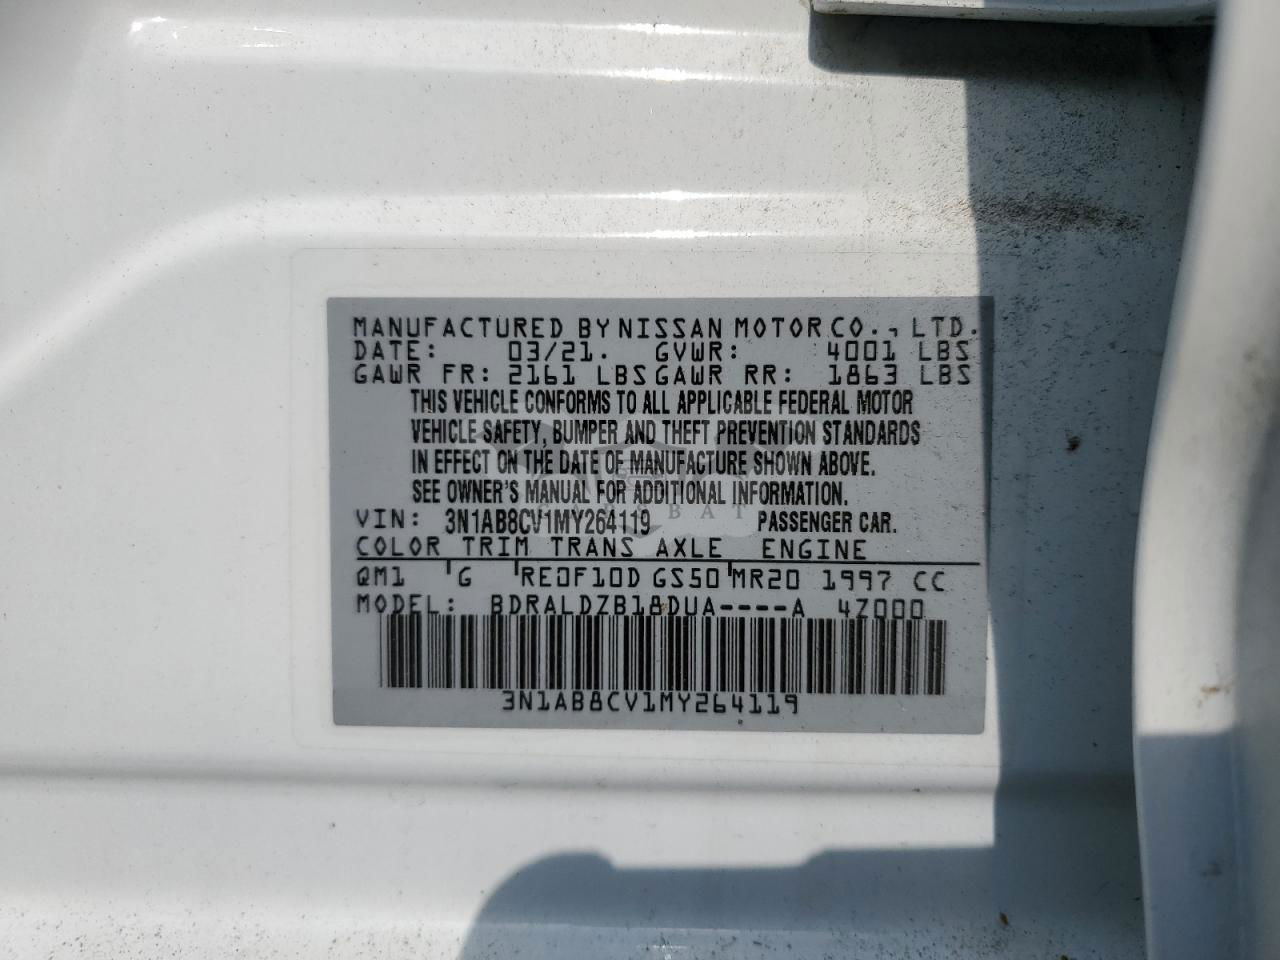 MANUFACTURED BY NISSAN MOTOR CO., LTD.
DATE: 03/21. GVWR: 4001 LBS
GAWR FR: 2161 LBS GAWR RR: 1863 LBS
THIS VEHICLE CONFORMS TO ALL APPLICABLE FEDERAL MOTOR
VEHICLE SAFETY, BUMPER AND THEFT PREVENTION STANDARDS
IN EFFECT ON THE DATE OF MANUFACTURE SHOWN ABOVE.
SEE OWNER'S MANUAL FOR ADDITIONAL INFORMATION.
VIN: 3N1AB8CV1MY264119 PASSENGER CAR.
COLOR TRIM TRANS AXLE ENGINE
QM1 G RE0F10D GS50 MR20 1997 CC
MODEL: BDRALDZB18DUA----A 4Z000
3N1AB8CV1MY264119